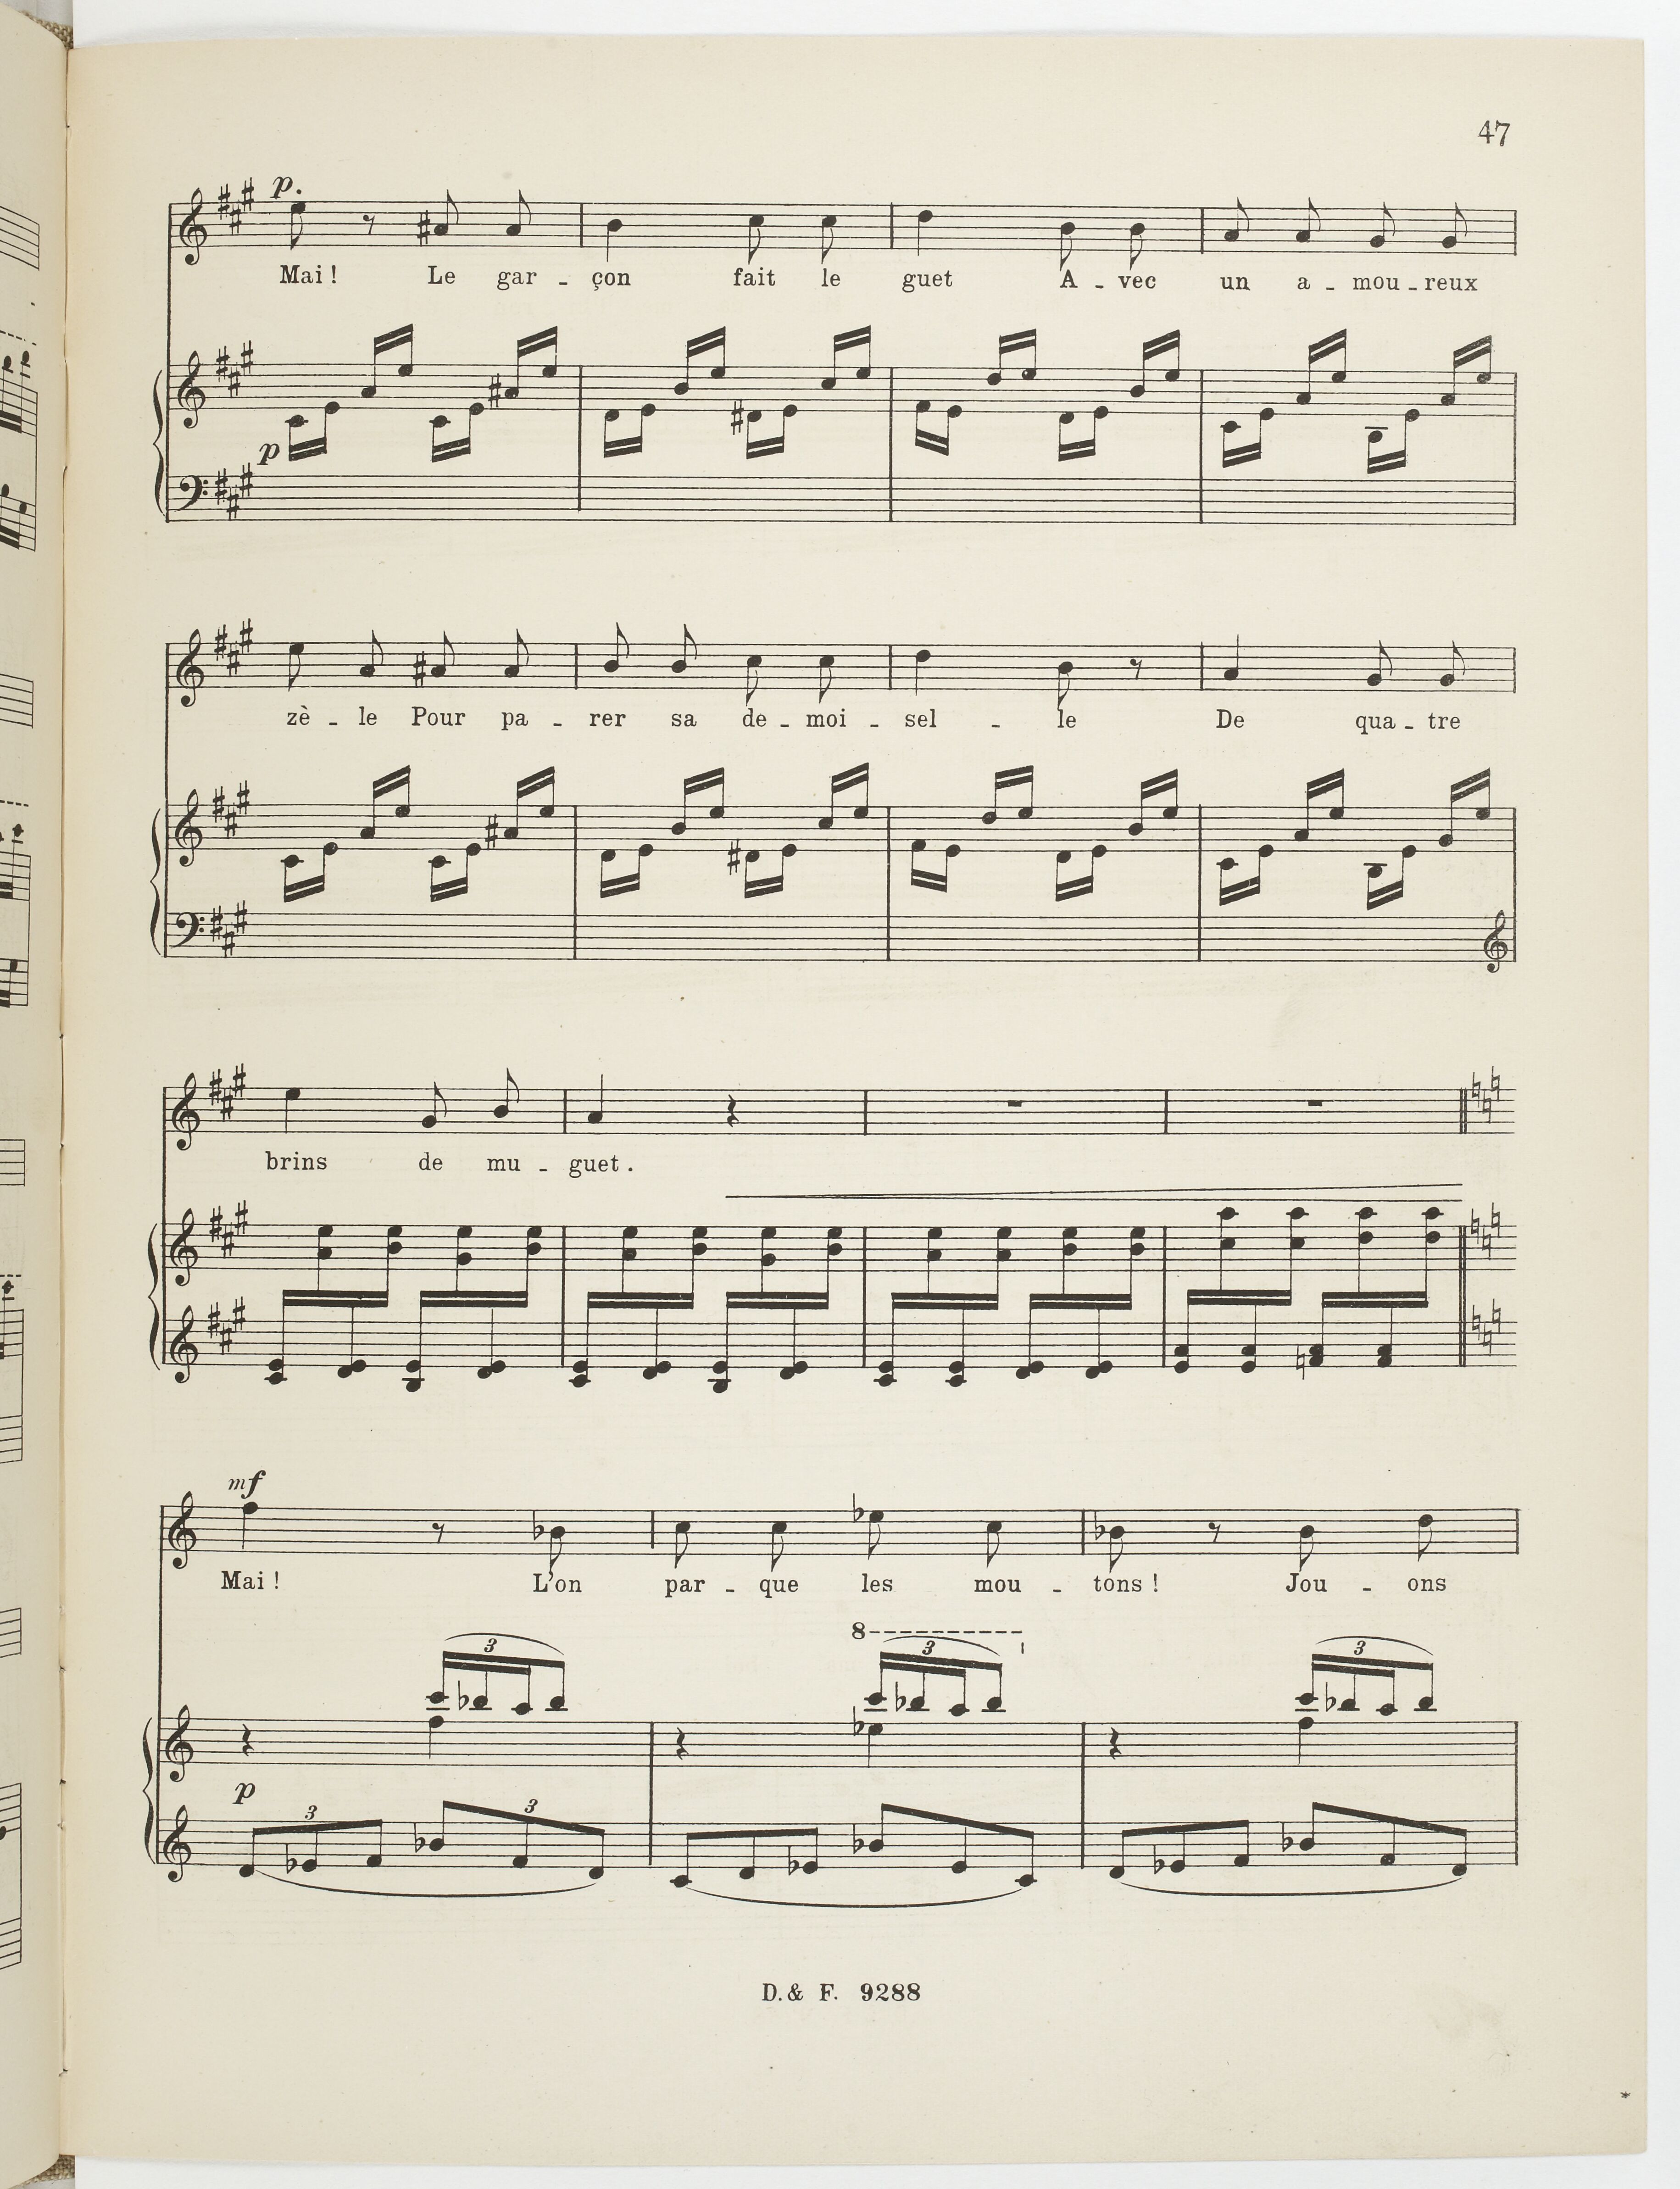 47
p.
Mai! Le gar - çon fait le guet A - vec un a - mou - reux
p
zè - le Pour pa - rer sa de - moi - sel - le De qua - tre
brins de mu - guet.
mf
Mai! L'on par - que les mou - tons! Jou - ons
3 8 3 3
p
3 3
D. & F. 9288